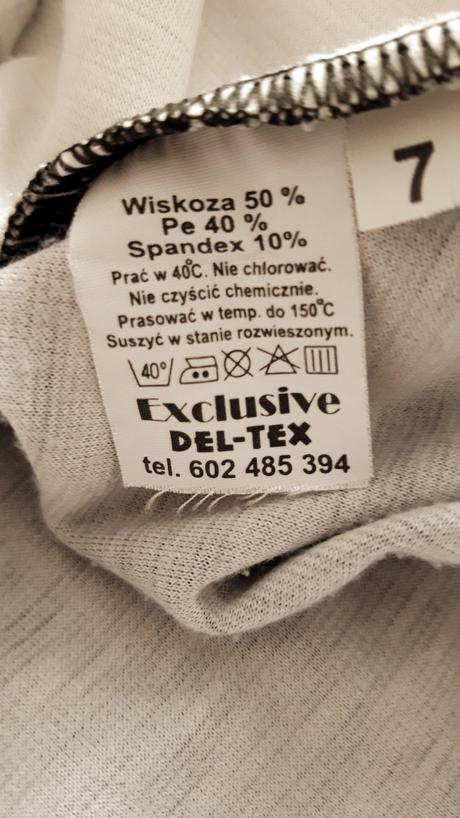 7
Wiskoza 50 %
Pe 40 %
Spandex 10%
Prać w 40°C. Nie chlorować.
Nie czyścić chemicznie.
Prasować w temp. do 150°C
Suszyć w stanie rozwieszonym.
40°
Exclusive
DEL-TEX
tel. 602 485 394